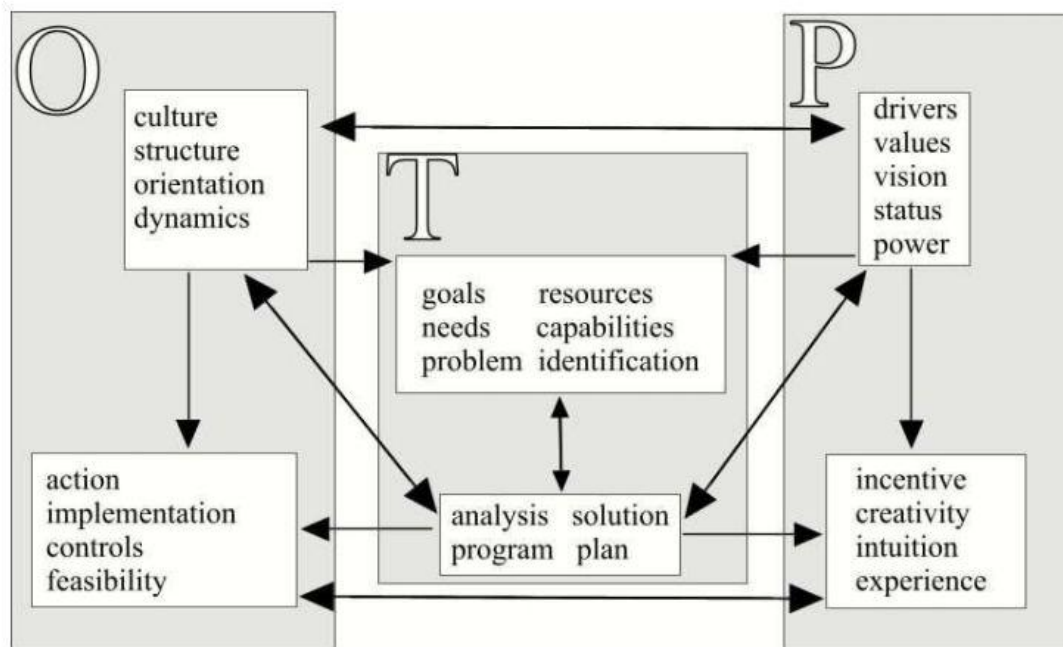 O
culture
structure
orientation
dynamics
P
drivers
values
vision
status
power
T
goals resources
needs capabilities
problem identification
action
implementation
controls
feasibility
analysis solution
program plan
incentive
creativity
intuition
experience